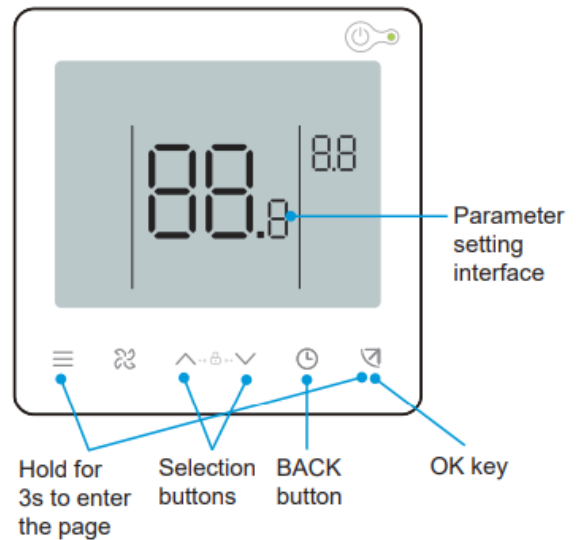 88.8
8.8
Parameter
setting
interface
Hold for
3s to enter
the page
Selection
buttons
BACK
button
OK key